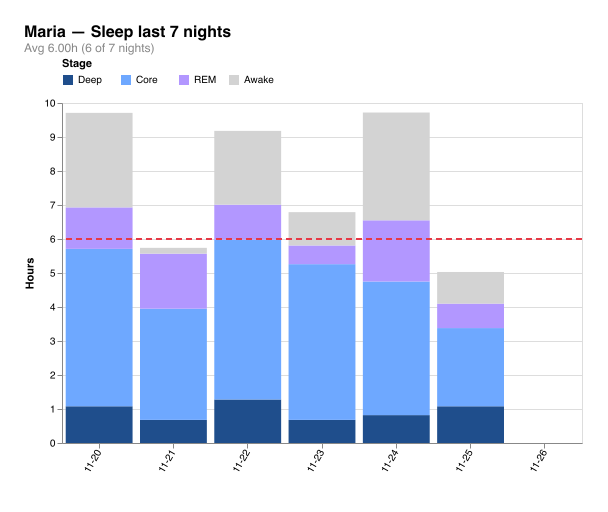 Maria — Sleep last 7 nights
Avg 6.00h (6 of 7 nights)
Stage
Deep Core REM Awake
10
9
8
7
6
5
4
3
2
1
0
Hours
11-20 11-21 11-22 11-23 11-24 11-25 11-26